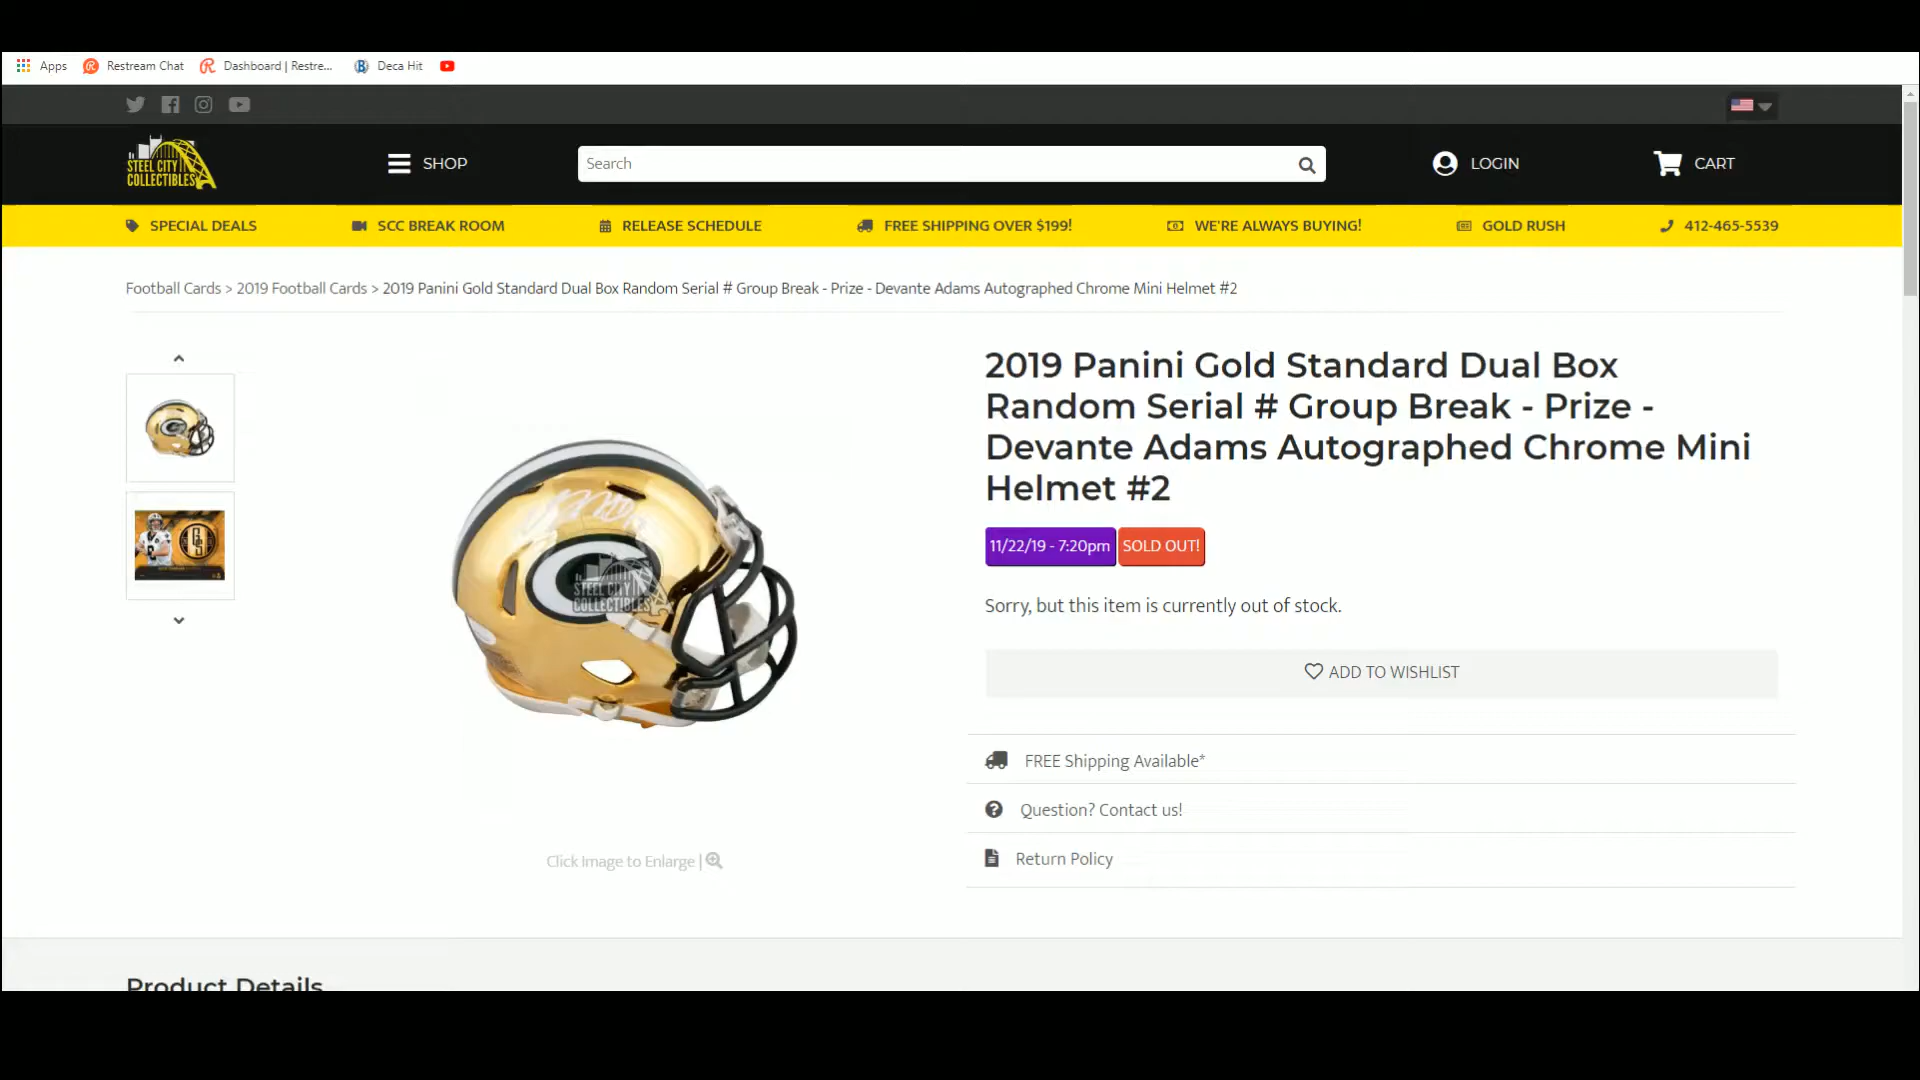 Apps Restream Chat Dashboard | Restre... Deca Hit
STEEL CITY
COLLECTIBLES
SHOP
Search
LOGIN
CART
SPECIAL DEALS SCC BREAK ROOM RELEASE SCHEDULE FREE SHIPPING OVER $199! WE'RE ALWAYS BUYING! GOLD RUSH 412-465-5539
Football Cards > 2019 Football Cards > 2019 Panini Gold Standard Dual Box Random Serial # Group Break - Prize - Devante Adams Autographed Chrome Mini Helmet #2
2019 Panini Gold Standard Dual Box
Random Serial # Group Break - Prize -
Devante Adams Autographed Chrome Mini
Helmet #2
11/22/19 - 7:20pm SOLD OUT!
Sorry, but this item is currently out of stock.
STEEL CITY
COLLECTIBLES
ADD TO WISHLIST
FREE Shipping Available*
Question? Contact us!
Return Policy
Click Image to Enlarge |
Product Details